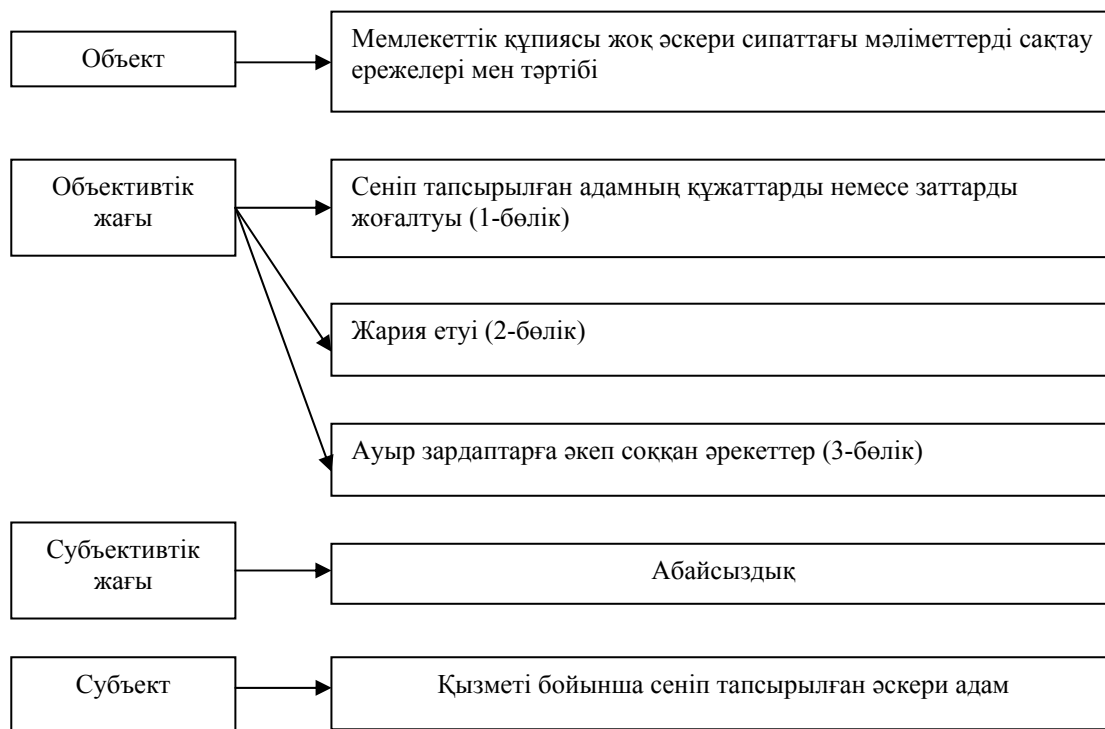 Объект
Мемлекеттік құпиясы жоқ әскери сипаттағы мәліметтерді сақтау
ережелері мен тәртібі
Объективтік
жағы
Сеніп тапсырылған адамның құжаттарды немесе заттарды
жоғалтуы (1-бөлік)
Жария етуі (2-бөлік)
Ауыр зардаптарға әкеп соққан әрекеттер (3-бөлік)
Субъективтік
жағы
Абайсыздық
Субъект
Қызметі бойынша сеніп тапсырылған әскери адам